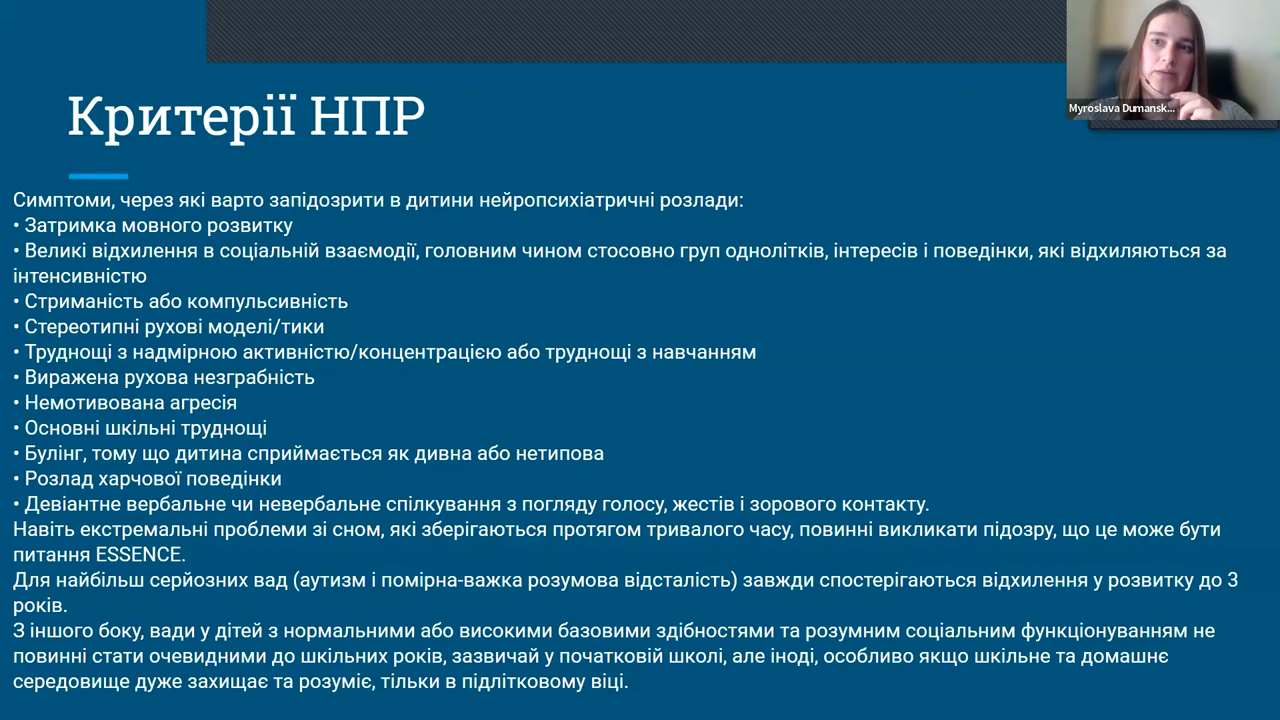 Критерії НПР
Myroslava Dumansk...
Симптоми, через які варто запідозрити в дитини нейропсихіатричні розлади:
• Затримка мовного розвитку
• Великі відхилення в соціальній взаємодії, головним чином стосовно груп однолітків, інтересів і поведінки, які відхиляються за
інтенсивністю
• Стриманість або компульсивність
• Стереотипні рухові моделі/тики
• Труднощі з надмірною активністю/концентрацією або труднощі з навчанням
• Виражена рухова незграбність
• Немотивована агресія
• Основні шкільні труднощі
• Булінг, тому що дитина сприймається як дивна або нетипова
• Розлад харчової поведінки
• Девіантне вербальне чи невербальне спілкування з погляду голосу, жестів і зорового контакту.
Навіть екстремальні проблеми зі сном, які зберігаються протягом тривалого часу, повинні викликати підозру, що це може бути
питання ESSENCE.
Для найбільш серйозних вад (аутизм і помірна-важка розумова відсталість) завжди спостерігаються відхилення у розвитку до 3
років.
З іншого боку, вади у дітей з нормальними або високими базовими здібностями та розумним соціальним функціонуванням не
повинні стати очевидними до шкільних років, зазвичай у початковій школі, але іноді, особливо якщо шкільне та домашнє
середовище дуже захищає та розуміє, тільки в підлітковому віці.